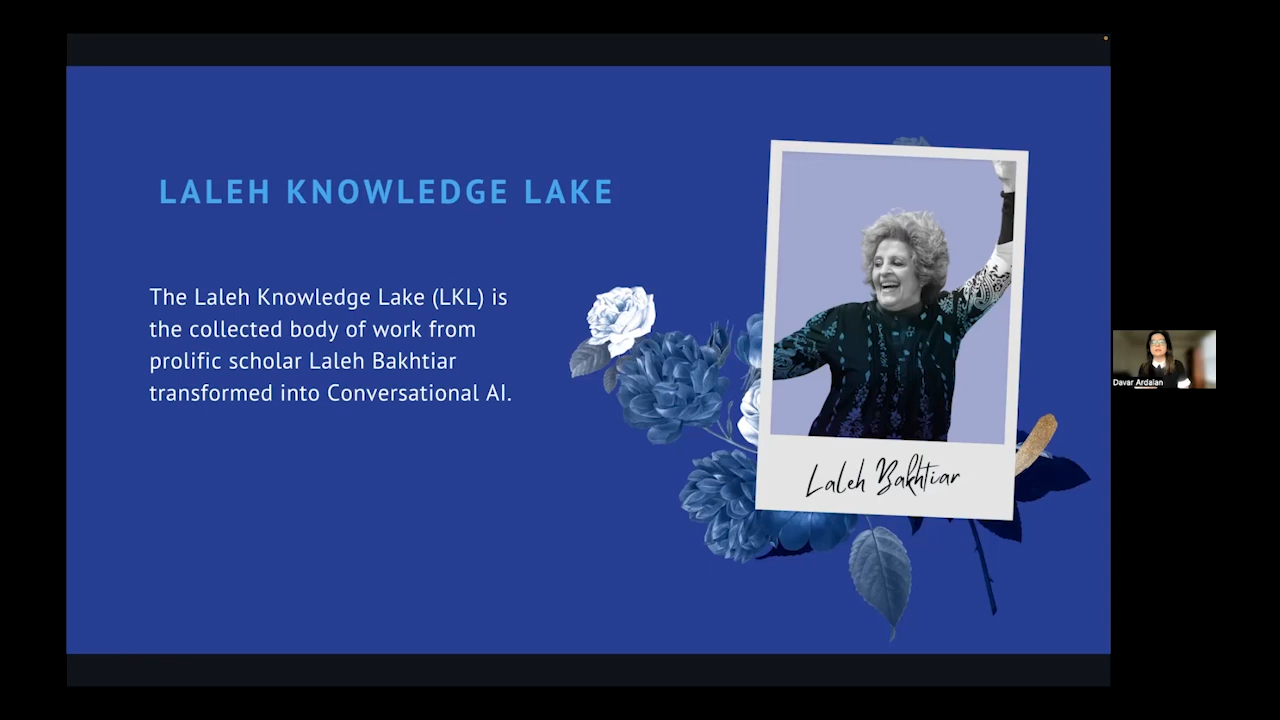 LALEH KNOWLEDGE LAKE
The Laleh Knowledge Lake (LKL) is
the collected body of work from
prolific scholar Laleh Bakhtiar
transformed into Conversational AI.
Laleh Bakhtiar
Davar Ardalan